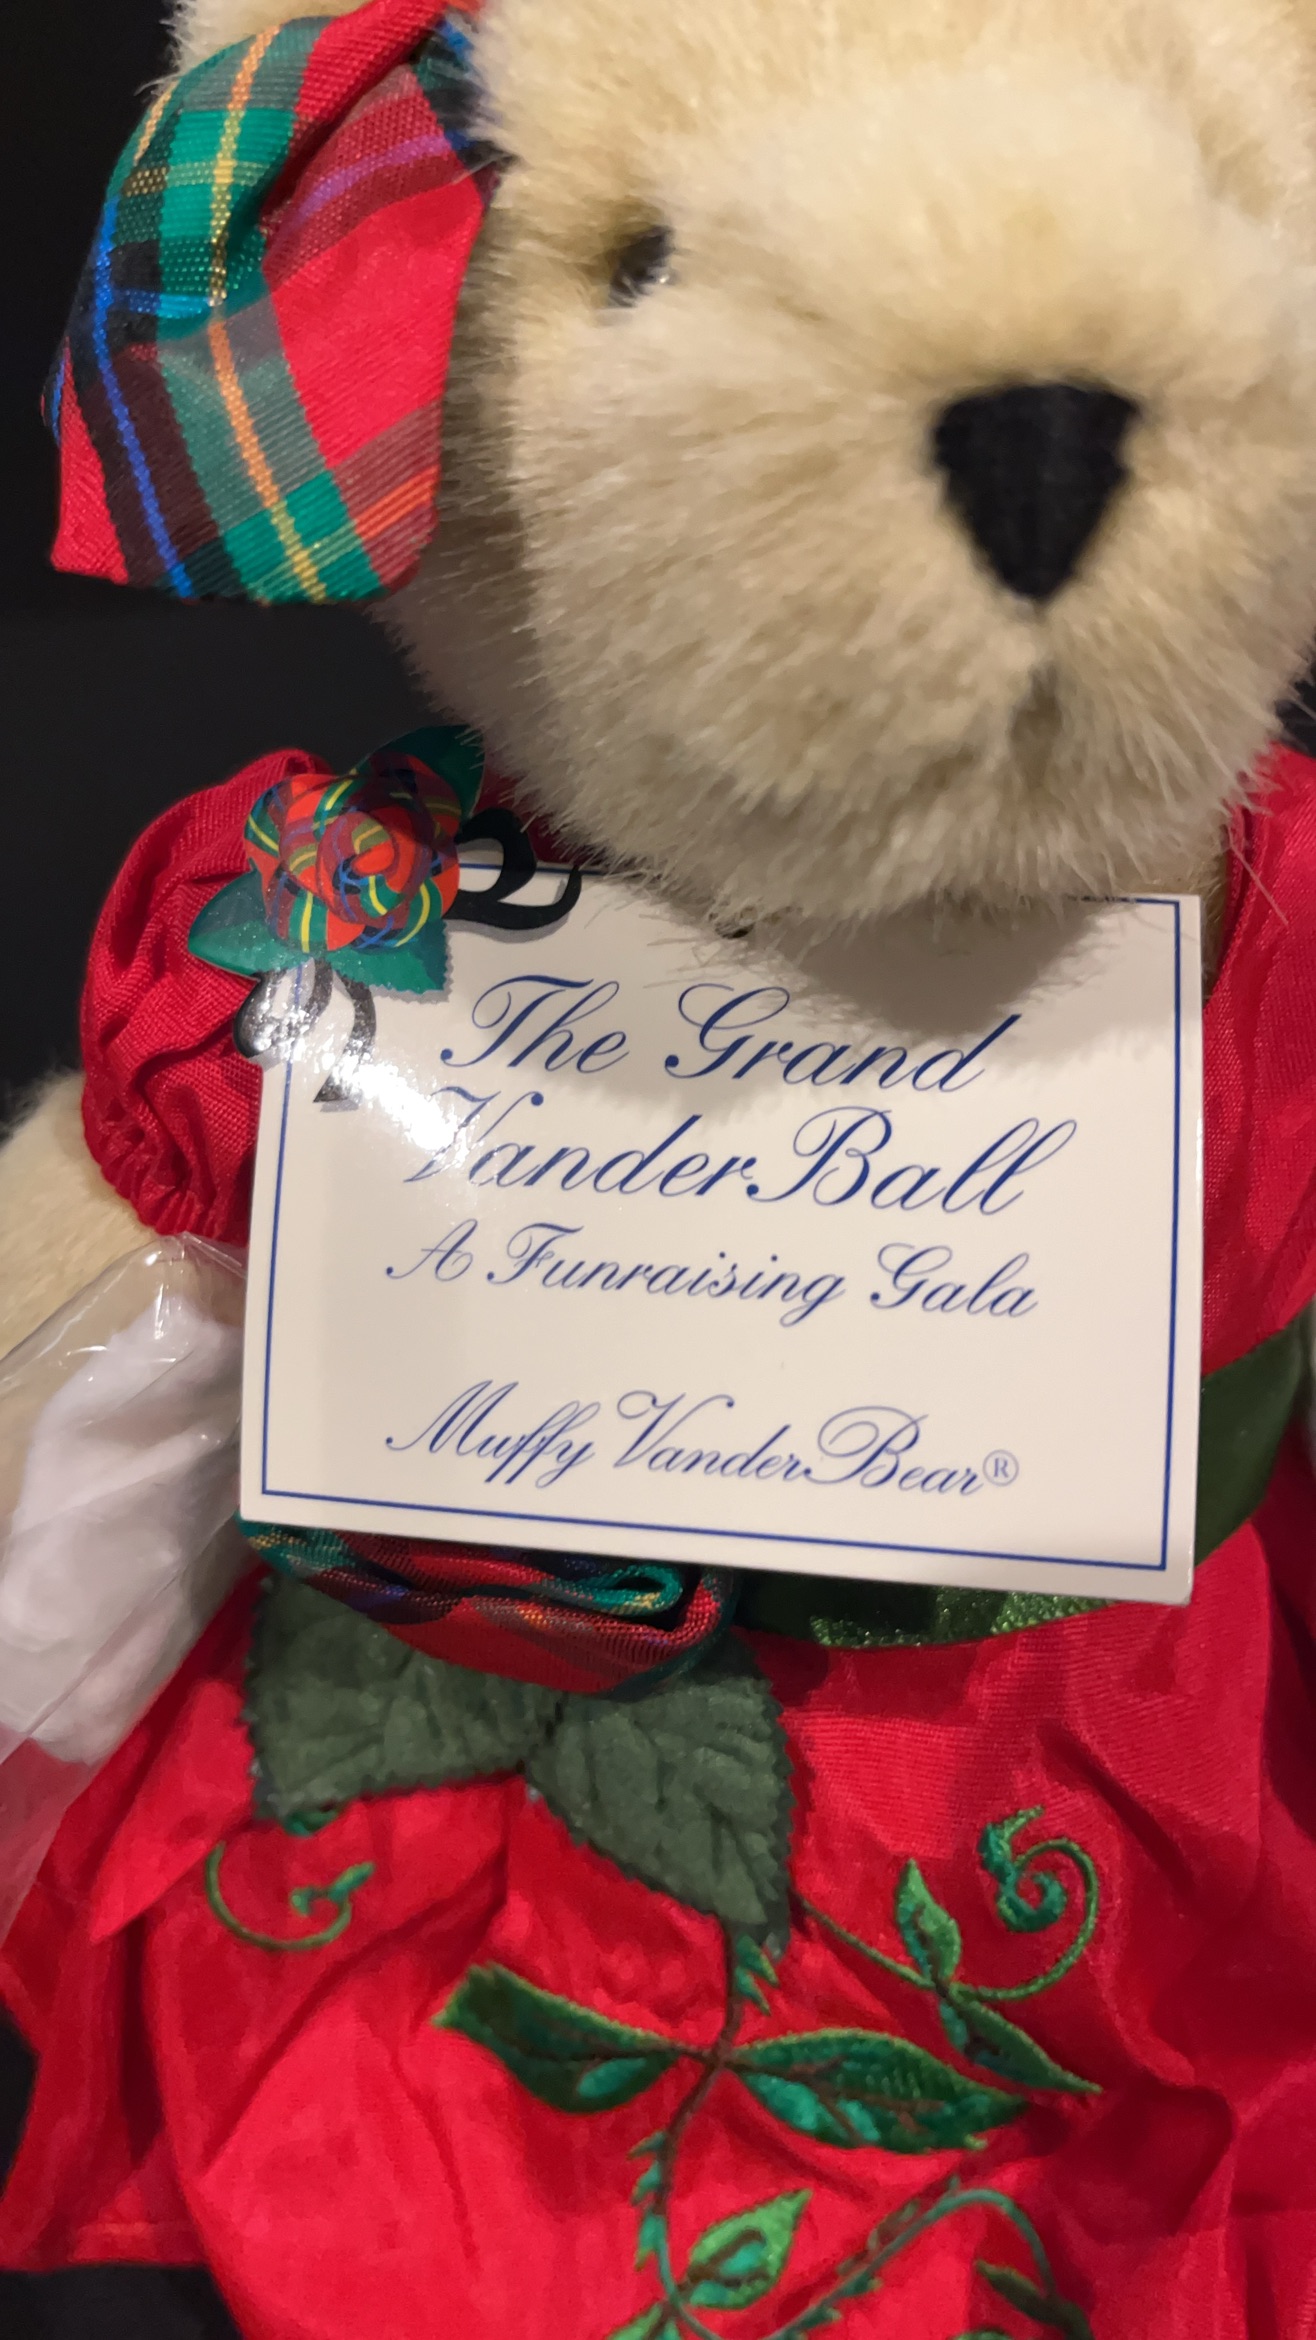 The Grand
VanderBall
A Funraising Gala
Muffy VanderBear®